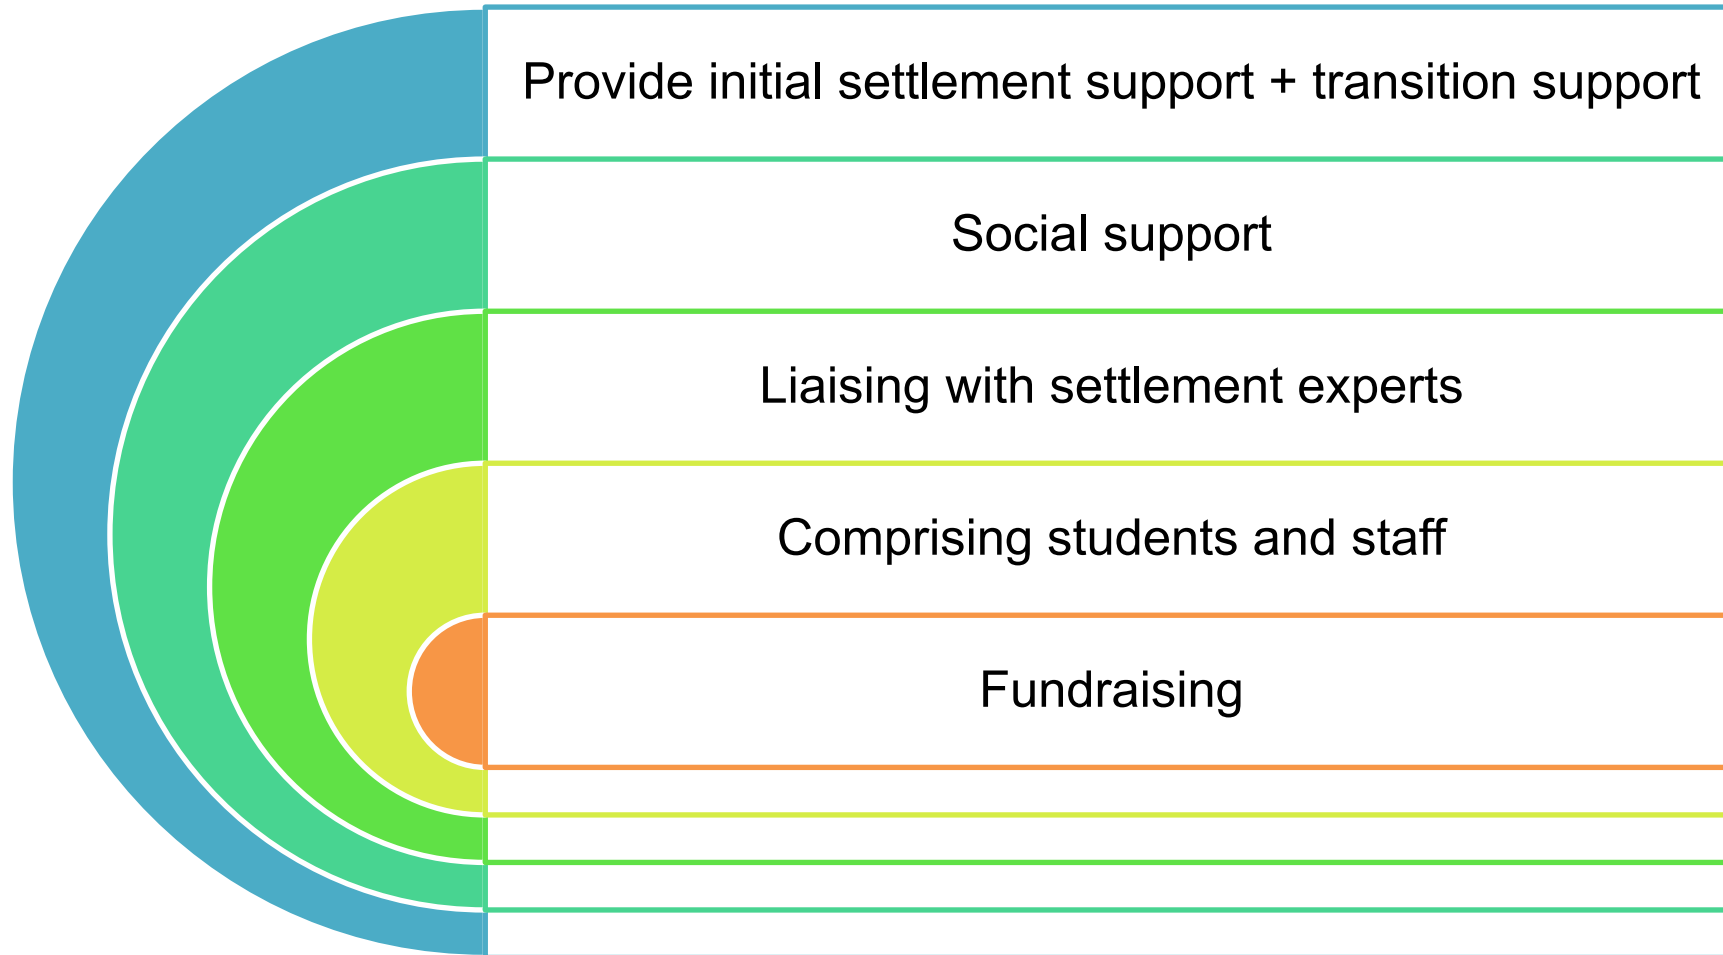 Provide initial settlement support + transition support
Social support
Liaising with settlement experts
Comprising students and staff
Fundraising